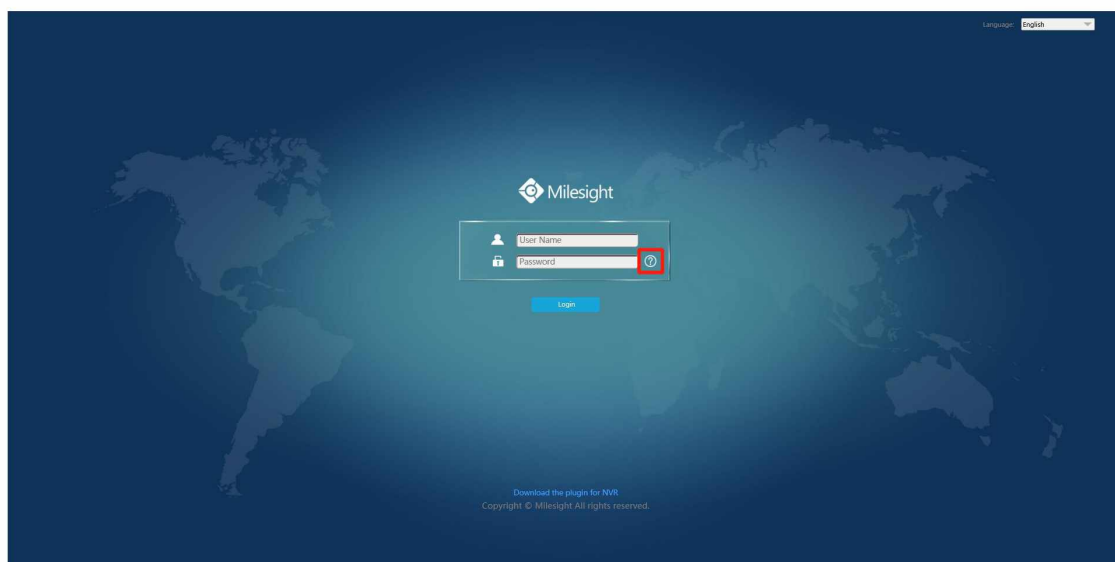 Language: English
Milesight
User Name
Password
Login
Download the plugin for NVR
Copyright © Milesight All rights reserved.